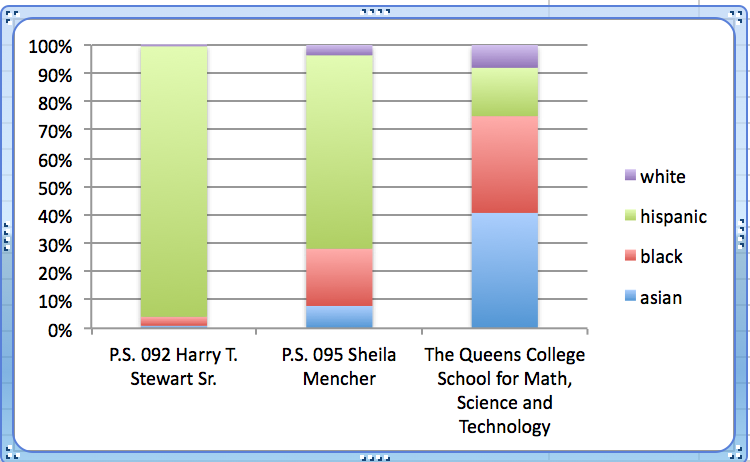 100%
90%
80%
70%
60%
50%
40%
30%
20%
10%
0%
P.S. 092 Harry T.
Stewart Sr.
P.S. 095 Sheila
Mencher
The Queens College
School for Math,
Science and
Technology
white
hispanic
black
asian